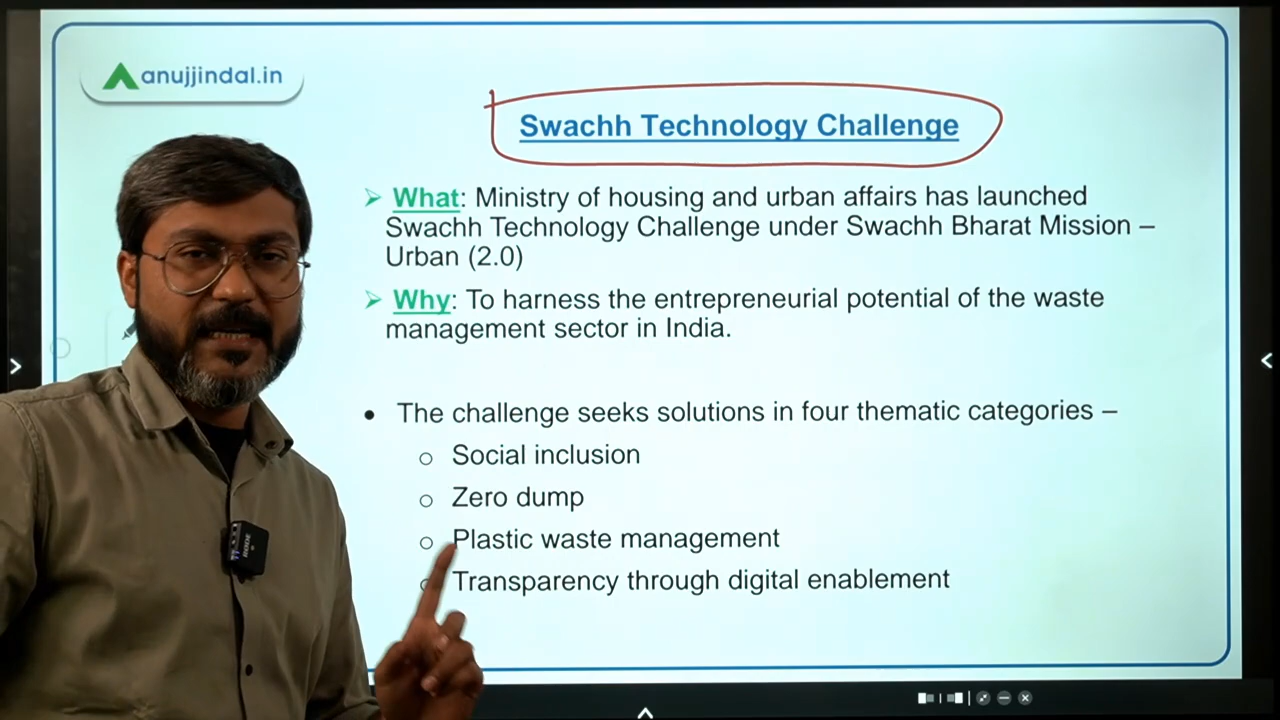 anujjindal.in
Swachh Technology Challenge
➢ What: Ministry of housing and urban affairs has launched
Swachh Technology Challenge under Swachh Bharat Mission –
Urban (2.0)
➢ Why: To harness the entrepreneurial potential of the waste
management sector in India.
• The challenge seeks solutions in four thematic categories –
o Social inclusion
o Zero dump
o Plastic waste management
o Transparency through digital enablement
RODE